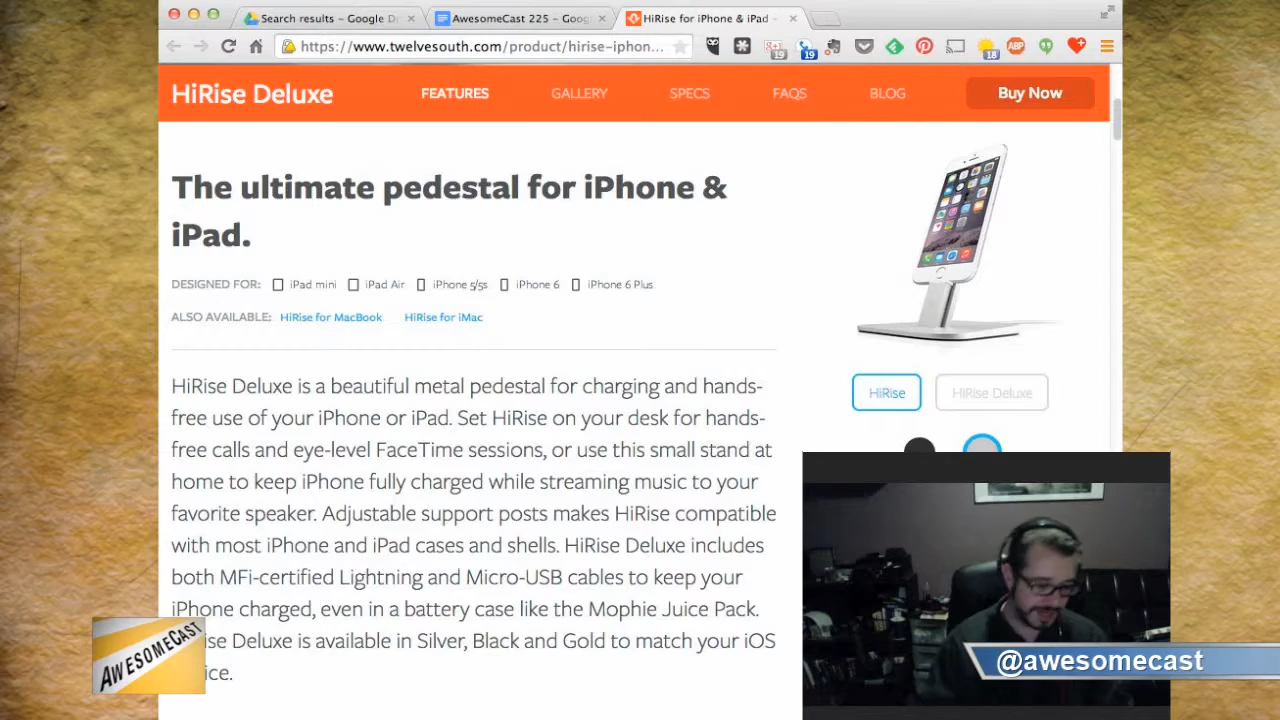 Search results – Google D
AwesomeCast 225 – Goog
HiRise for iPhone & iPad –
https://www.twelvesouth.com/product/hirise-iphon...
19
19
18
ABP
HiRise Deluxe
FEATURES
GALLERY
SPECS
FAQS
BLOG
Buy Now
The ultimate pedestal for iPhone &
iPad.
DESIGNED FOR: iPad mini iPad Air iPhone 5/5s iPhone 6 iPhone 6 Plus
ALSO AVAILABLE: HiRise for MacBook HiRise for iMac
HiRise Deluxe is a beautiful metal pedestal for charging and hands-
free use of your iPhone or iPad. Set HiRise on your desk for hands-
free calls and eye-level FaceTime sessions, or use this small stand at
home to keep iPhone fully charged while streaming music to your
favorite speaker. Adjustable support posts makes HiRise compatible
with most iPhone and iPad cases and shells. HiRise Deluxe includes
both MFi-certified Lightning and Micro-USB cables to keep your
iPhone charged, even in a battery case like the Mophie Juice Pack.
ise Deluxe is available in Silver, Black and Gold to match your iOS
ice.
HiRise
HiRise Deluxe
AWESOMECAST
@awesomecast